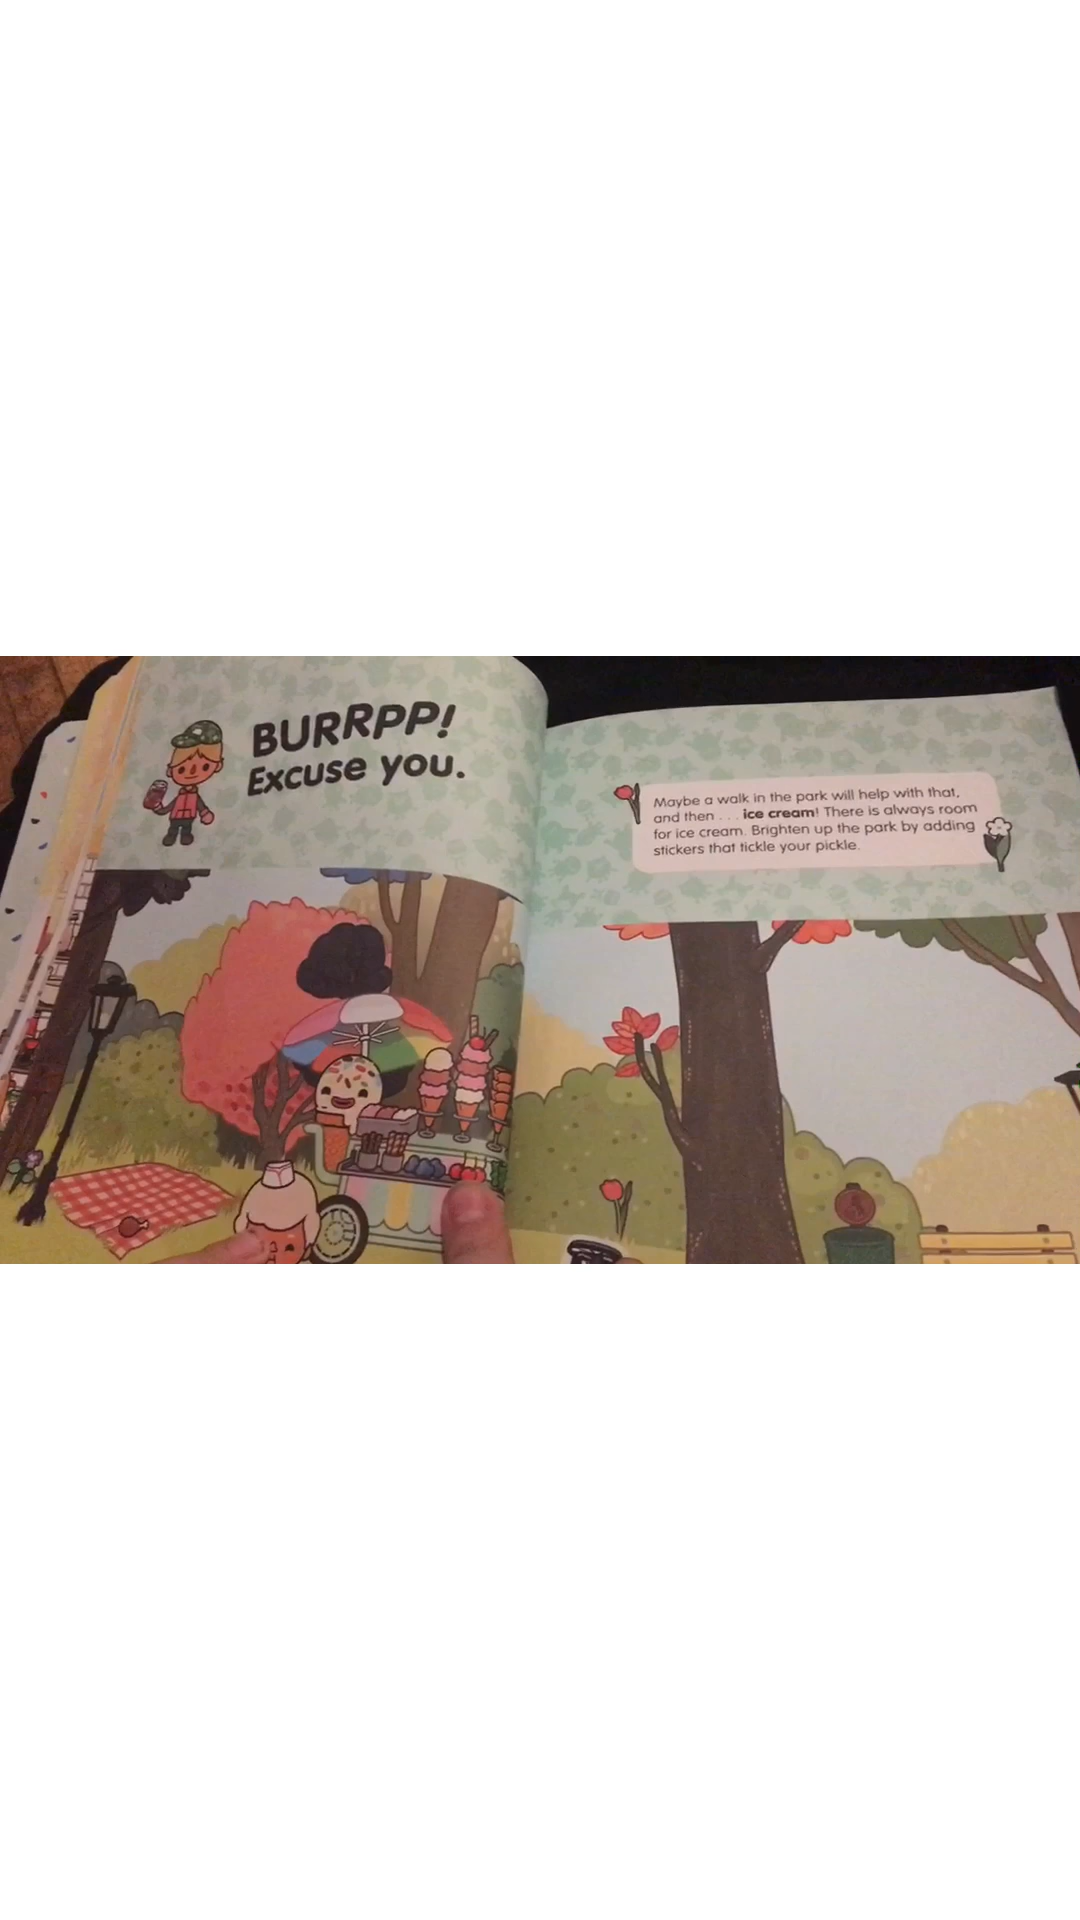 BURRPP!
Excuse you.
Maybe a walk in the park will help with that,
and then . . . ice cream! There is always room
for ice cream. Brighten up the park by adding
stickers that tickle your pickle.